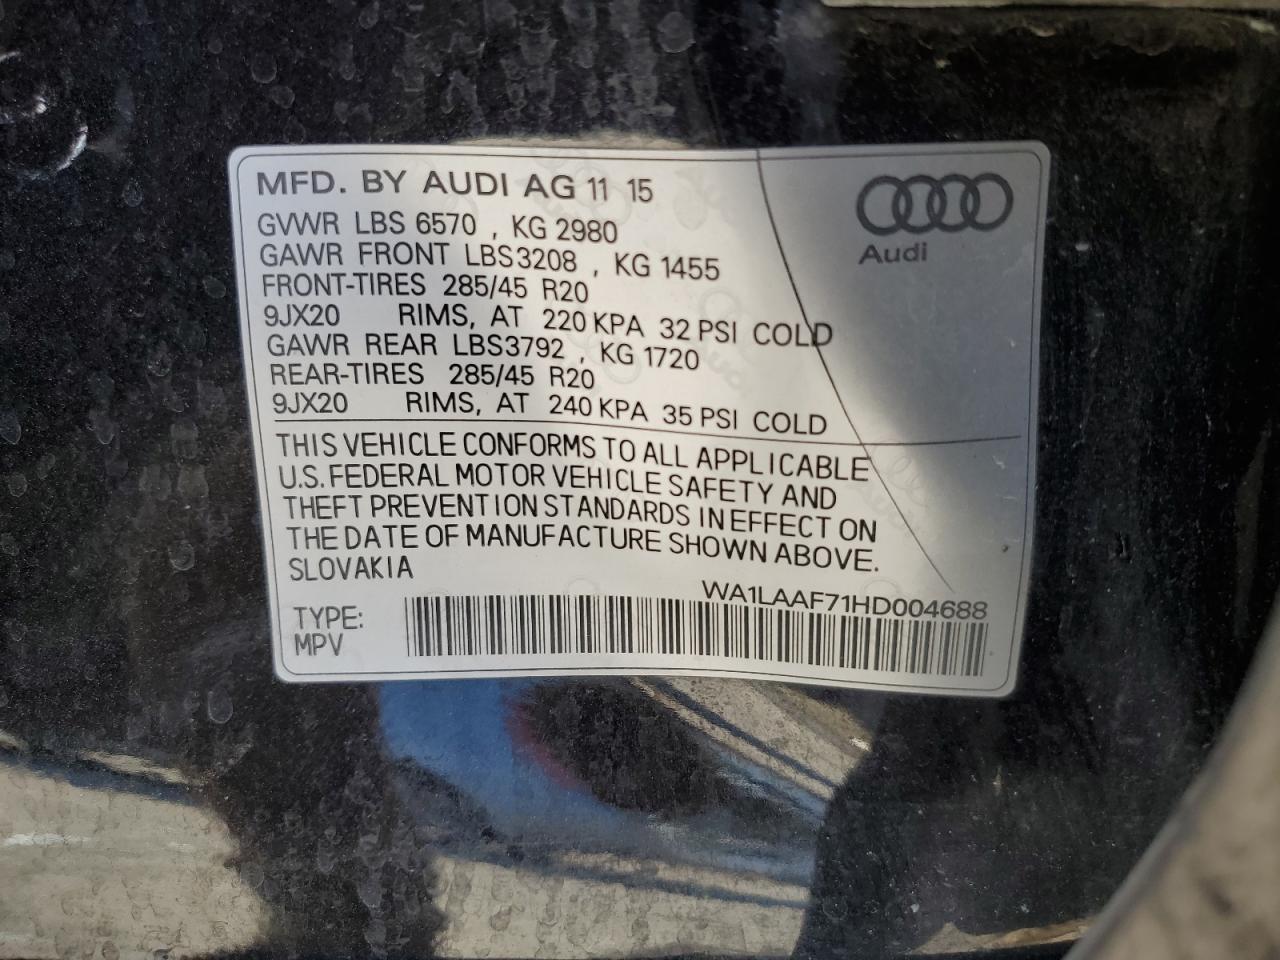 MFD. BY AUDI AG 11 15
Audi
GVWR LBS 6570 , KG 2980
GAWR FRONT LBS3208 , KG 1455
FRONT-TIRES 285/45 R20
9JX20 RIMS, AT 220 KPA 32 PSI COLD
GAWR REAR LBS3792 , KG 1720
REAR-TIRES 285/45 R20
9JX20 RIMS, AT 240 KPA 35 PSI COLD
THIS VEHICLE CONFORMS TO ALL APPLICABLE
U.S. FEDERAL MOTOR VEHICLE SAFETY AND
THEFT PREVENTION STANDARDS IN EFFECT ON
THE DATE OF MANUFACTURE SHOWN ABOVE.
SLOVAKIA
WA1LAAF71HD004688
TYPE:
MPV